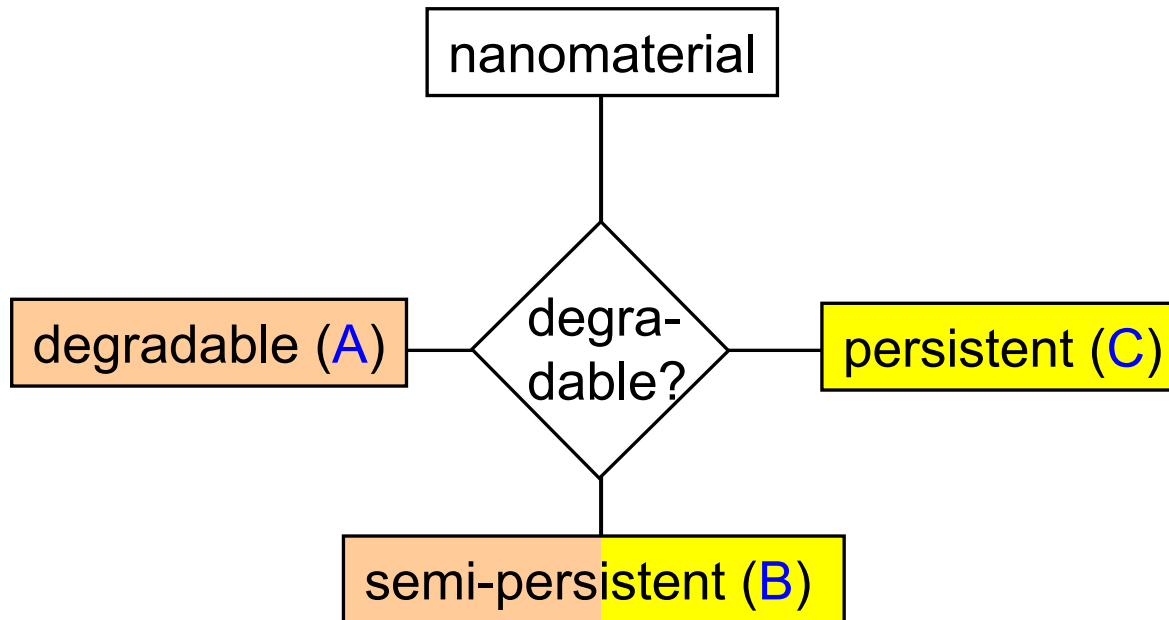 nanomaterial
degra-
dable?
degradable (A)
persistent (C)
semi-persistent (B)